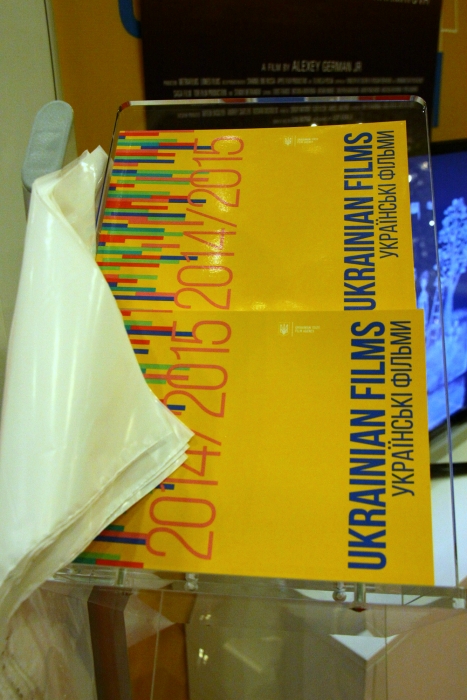 A FILM BY ALEXEY GERMAN JR
UKRAINIAN FILMS
УКРАЇНСЬКІ ФІЛЬМИ
2014/2015
UKRAINIAN FILMS
УКРАЇНСЬКІ ФІЛЬМИ
2014/2015